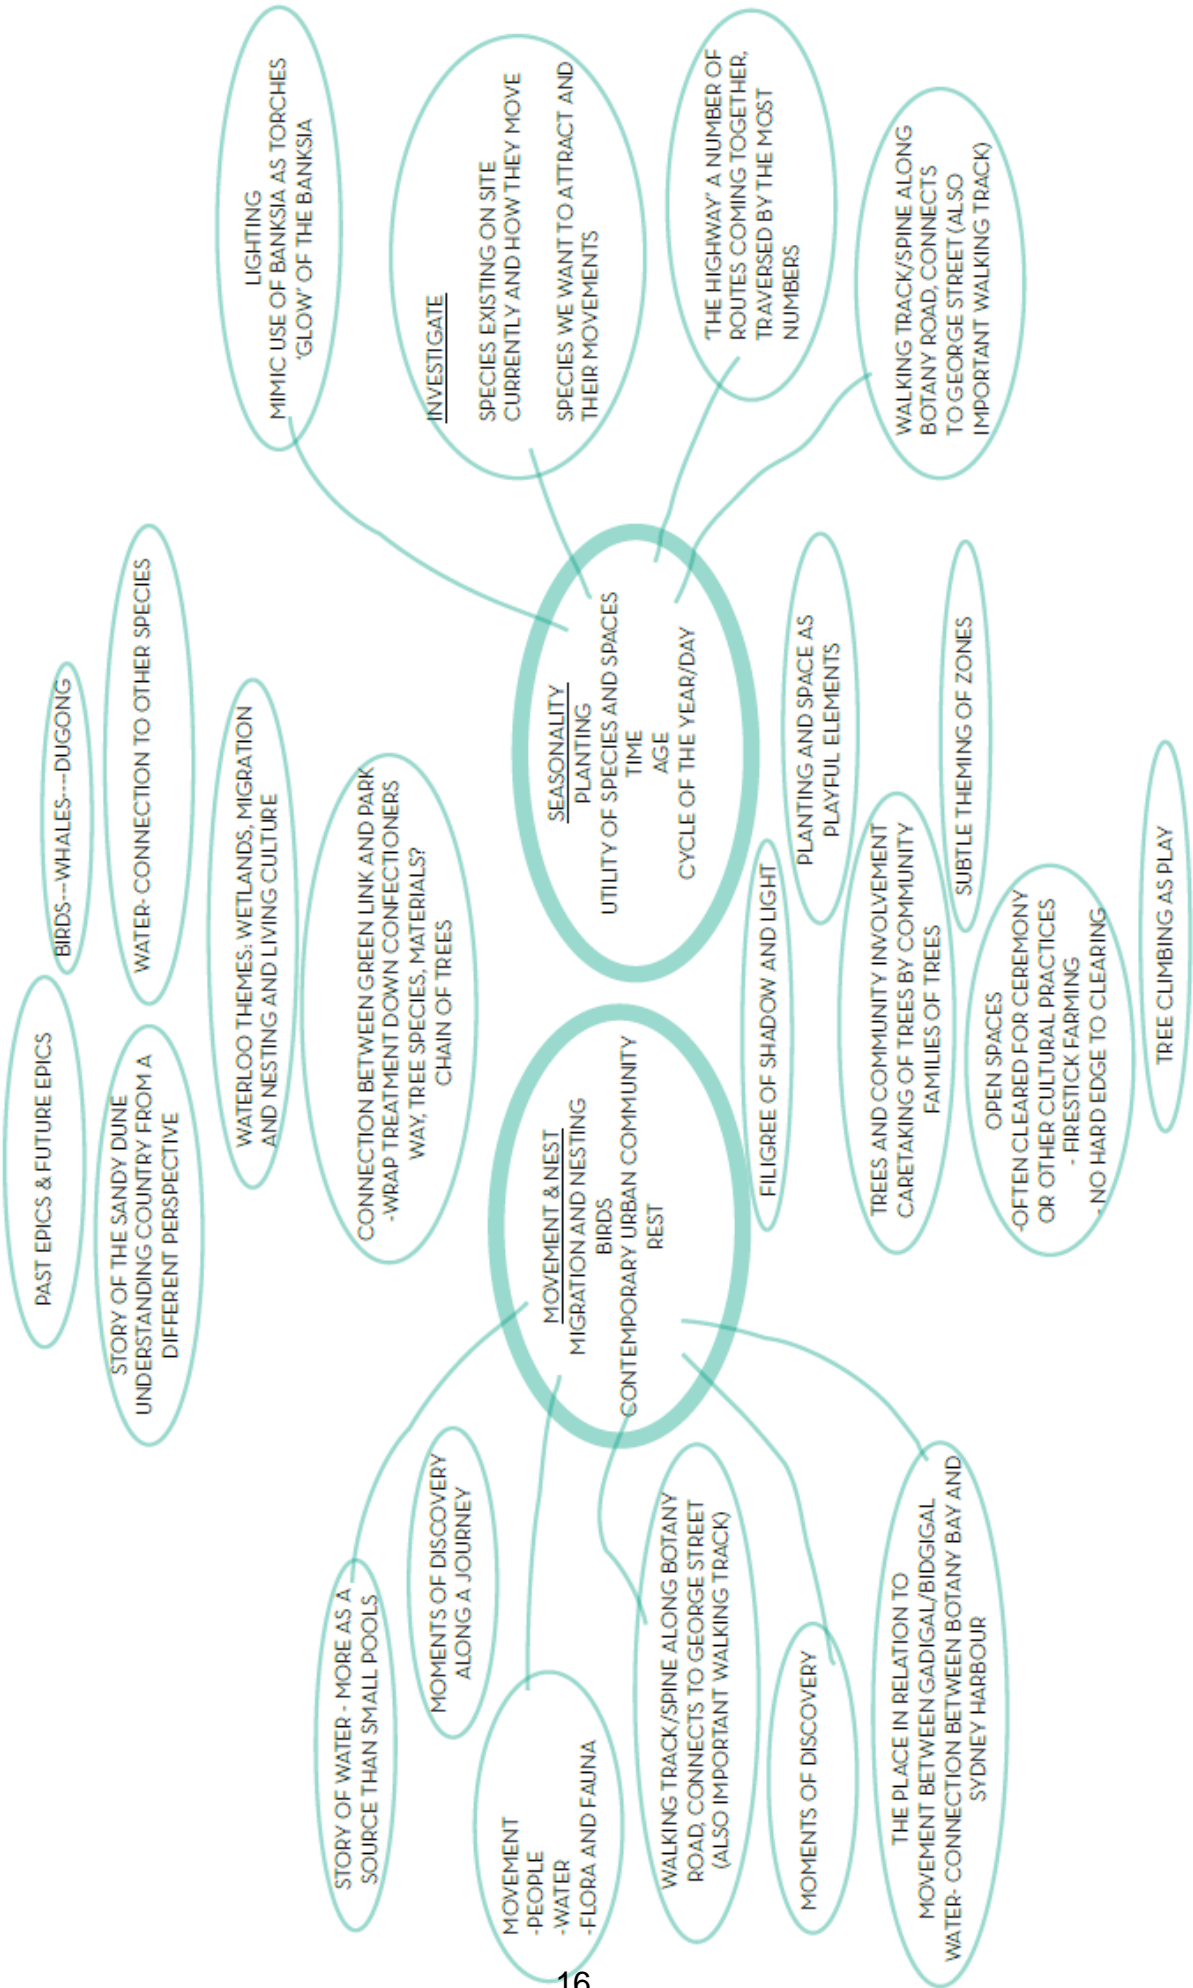 PAST EPICS & FUTURE EPICS
BIRDS---WHALES---DUGONG
STORY OF THE SANDY DUNE
UNDERSTANDING COUNTRY FROM A
DIFFERENT PERSPECTIVE
WATER- CONNECTION TO OTHER SPECIES
WATERLOO THEMES: WETLANDS, MIGRATION
AND NESTING AND LIVING CULTURE
CONNECTION BETWEEN GREEN LINK AND PARK
-WRAP TREATMENT DOWN CONFECTIONERS
WAY, TREE SPECIES, MATERIALS?
CHAIN OF TREES
STORY OF WATER - MORE AS A
SOURCE THAN SMALL POOLS
MOMENTS OF DISCOVERY
ALONG A JOURNEY
MOVEMENT
-PEOPLE
-WATER
-FLORA AND FAUNA
WALKING TRACK/SPINE ALONG BOTANY
ROAD, CONNECTS TO GEORGE STREET
(ALSO IMPORTANT WALKING TRACK)
MOMENTS OF DISCOVERY
THE PLACE IN RELATION TO
MOVEMENT BETWEEN GADIGAL/BIDGIGAL
WATER- CONNECTION BETWEEN BOTANY BAY AND
SYDNEY HARBOUR
MOVEMENT & NEST
MIGRATION AND NESTING
BIRDS
CONTEMPORARY URBAN COMMUNITY
REST
SEASONALITY
PLANTING
UTILITY OF SPECIES AND SPACES
TIME
AGE
CYCLE OF THE YEAR/DAY
LIGHTING
MIMIC USE OF BANKSIA AS TORCHES
'GLOW' OF THE BANKSIA
INVESTIGATE
SPECIES EXISTING ON SITE
CURRENTLY AND HOW THEY MOVE
SPECIES WE WANT TO ATTRACT AND
THEIR MOVEMENTS
'THE HIGHWAY' A NUMBER OF
ROUTES COMING TOGETHER,
TRAVERSED BY THE MOST
NUMBERS
WALKING TRACK/SPINE ALONG
BOTANY ROAD, CONNECTS
TO GEORGE STREET (ALSO
IMPORTANT WALKING TRACK)
FILIGREE OF SHADOW AND LIGHT
PLANTING AND SPACE AS
PLAYFUL ELEMENTS
TREES AND COMMUNITY INVOLVEMENT
CARETAKING OF TREES BY COMMUNITY
FAMILIES OF TREES
SUBTLE THEMING OF ZONES
OPEN SPACES
-OFTEN CLEARED FOR CEREMONY
OR OTHER CULTURAL PRACTICES
- FIRESTICK FARMING
- NO HARD EDGE TO CLEARING
TREE CLIMBING AS PLAY
16